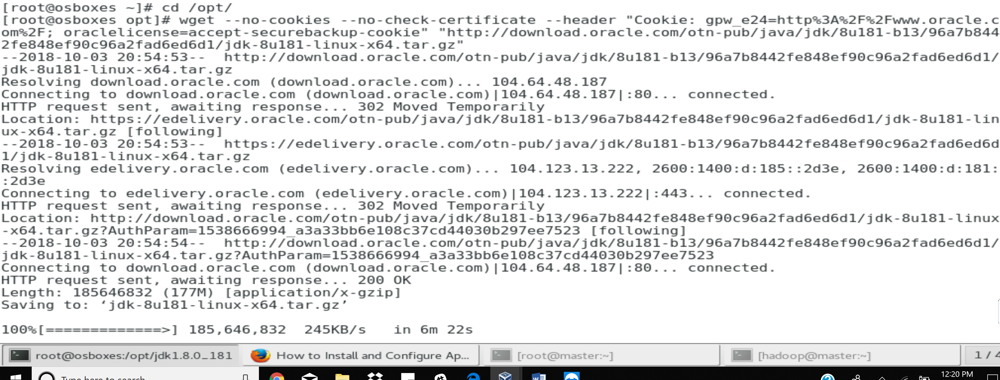 [root@osboxes ~]# cd /opt/
[root@osboxes opt]# wget --no-cookies --no-check-certificate --header "Cookie: gpw_e24=http%3A%2F%2Fwww.oracle.c
om%2F; oraclelicense=accept-securebackup-cookie" "http://download.oracle.com/otn-pub/java/jdk/8u181-b13/96a7b844
2fe848ef90c96a2fad6ed6d1/jdk-8u181-linux-x64.tar.gz"
--2018-10-03 20:54:53--  http://download.oracle.com/otn-pub/java/jdk/8u181-b13/96a7b8442fe848ef90c96a2fad6ed6d1/
jdk-8u181-linux-x64.tar.gz
Resolving download.oracle.com (download.oracle.com)... 104.64.48.187
Connecting to download.oracle.com (download.oracle.com)|104.64.48.187|:80... connected.
HTTP request sent, awaiting response... 302 Moved Temporarily
Location: https://edelivery.oracle.com/otn-pub/java/jdk/8u181-b13/96a7b8442fe848ef90c96a2fad6ed6d1/jdk-8u181-lin
ux-x64.tar.gz [following]
--2018-10-03 20:54:53--  https://edelivery.oracle.com/otn-pub/java/jdk/8u181-b13/96a7b8442fe848ef90c96a2fad6ed6d
1/jdk-8u181-linux-x64.tar.gz
Resolving edelivery.oracle.com (edelivery.oracle.com)... 104.123.13.222, 2600:1400:d:185::2d3e, 2600:1400:d:181:
:2d3e
Connecting to edelivery.oracle.com (edelivery.oracle.com)|104.123.13.222|:443... connected.
HTTP request sent, awaiting response... 302 Moved Temporarily
Location: http://download.oracle.com/otn-pub/java/jdk/8u181-b13/96a7b8442fe848ef90c96a2fad6ed6d1/jdk-8u181-linux
-x64.tar.gz?AuthParam=1538666994_a3a33bb6e108c37cd44030b297ee7523 [following]
--2018-10-03 20:54:54--  http://download.oracle.com/otn-pub/java/jdk/8u181-b13/96a7b8442fe848ef90c96a2fad6ed6d1/
jdk-8u181-linux-x64.tar.gz?AuthParam=1538666994_a3a33bb6e108c37cd44030b297ee7523
Connecting to download.oracle.com (download.oracle.com)|104.64.48.187|:80... connected.
HTTP request sent, awaiting response... 200 OK
Length: 185646832 (177M) [application/x-gzip]
Saving to: ‘jdk-8u181-linux-x64.tar.gz’
100%[=============>] 185,646,832  245KB/s   in 6m 22s
root@osboxes:/opt/jdk1.8.0_181 How to Install and Configure Ap... [root@master:~] [hadoop@master:~] 1 / 4
Type here to search 12:20 PM